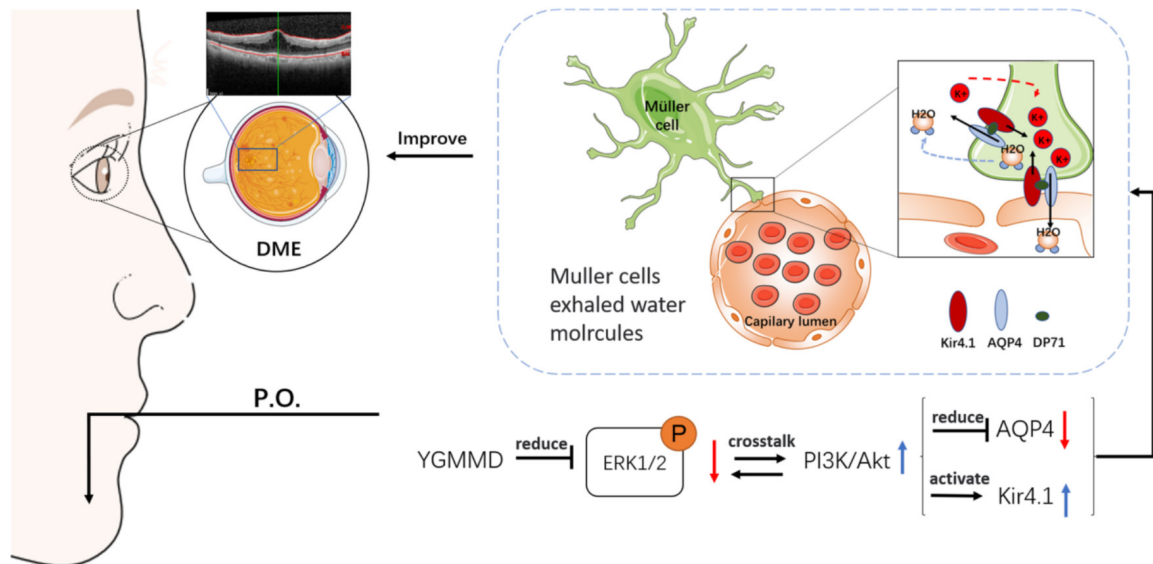 Improve
DME
Müller
cell
K+
H2O
K+
K+
H2O
K+
H2O
Muller cells
exhaled water
molrcules
Capilary lumen
Kir4.1
AQP4
DP71
P.O.
YGMMD
reduce
ERK1/2
P
crosstalk
PI3K/Akt
reduce
AQP4
activate
Kir4.1